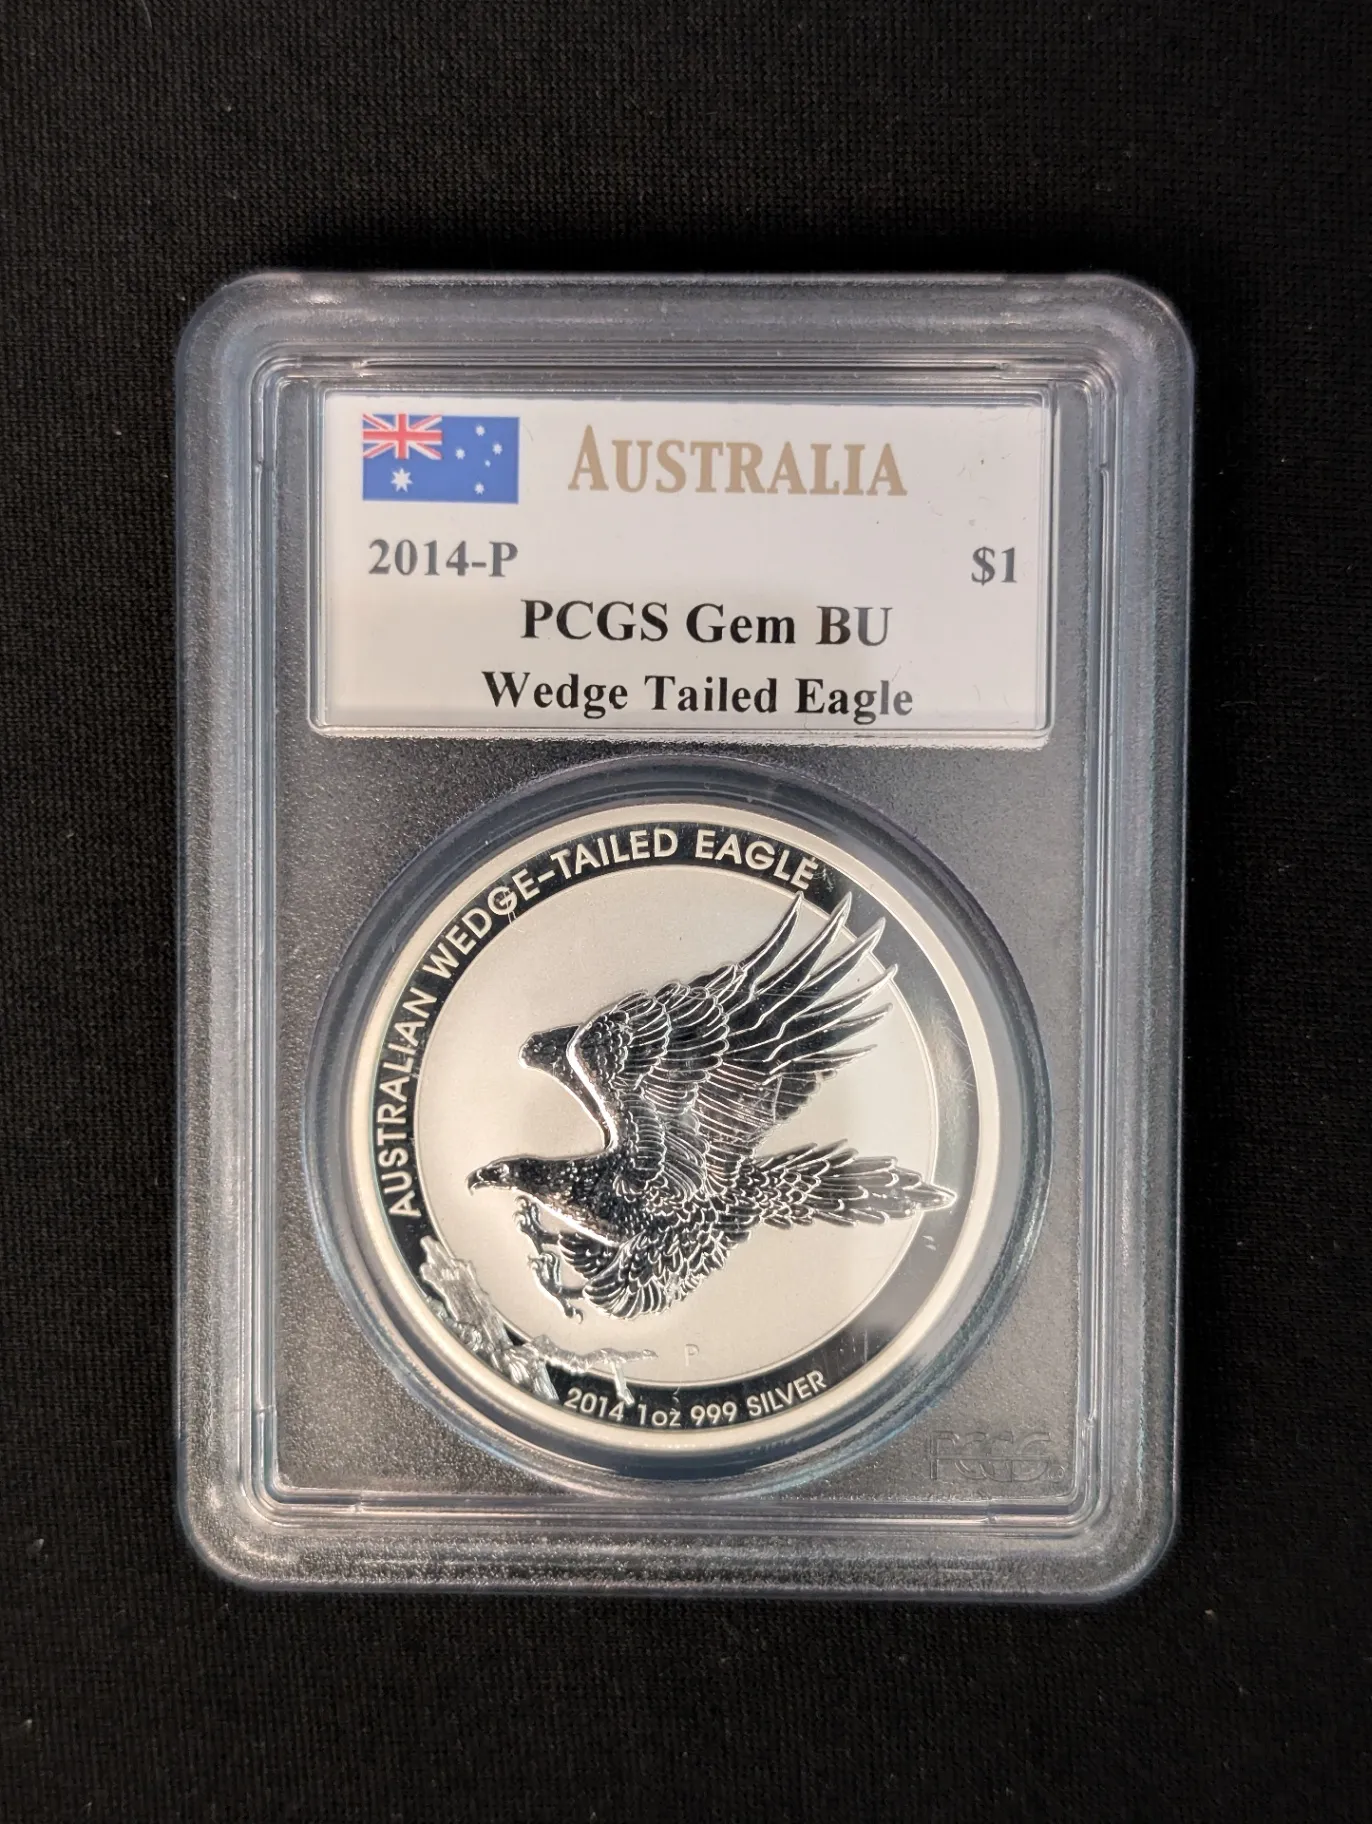 AUSTRALIA
2014-P $1
PCGS Gem BU
Wedge Tailed Eagle
AUSTRALIAN WEDGE-TAILED EAGLE
P
2014 1oz 999 SILVER
PCGS